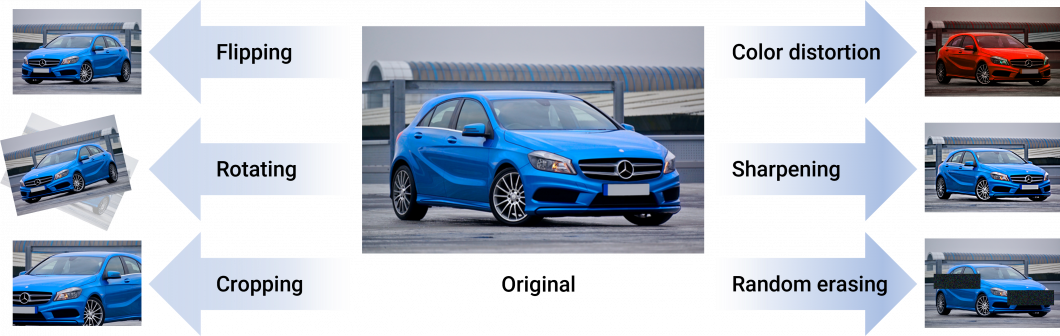 Flipping
Color distortion
Rotating
Sharpening
Cropping
Original
Random erasing